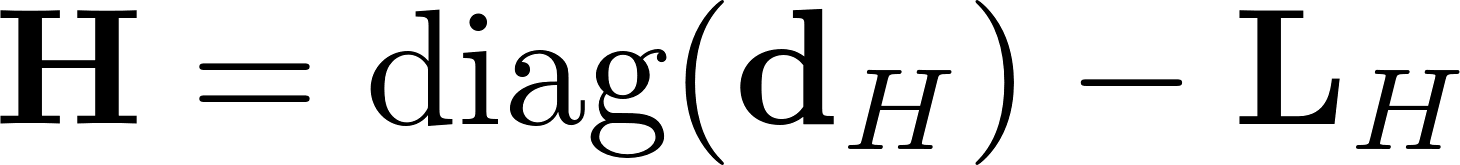 𝐇 = diag(𝐝_H) − 𝐋_H